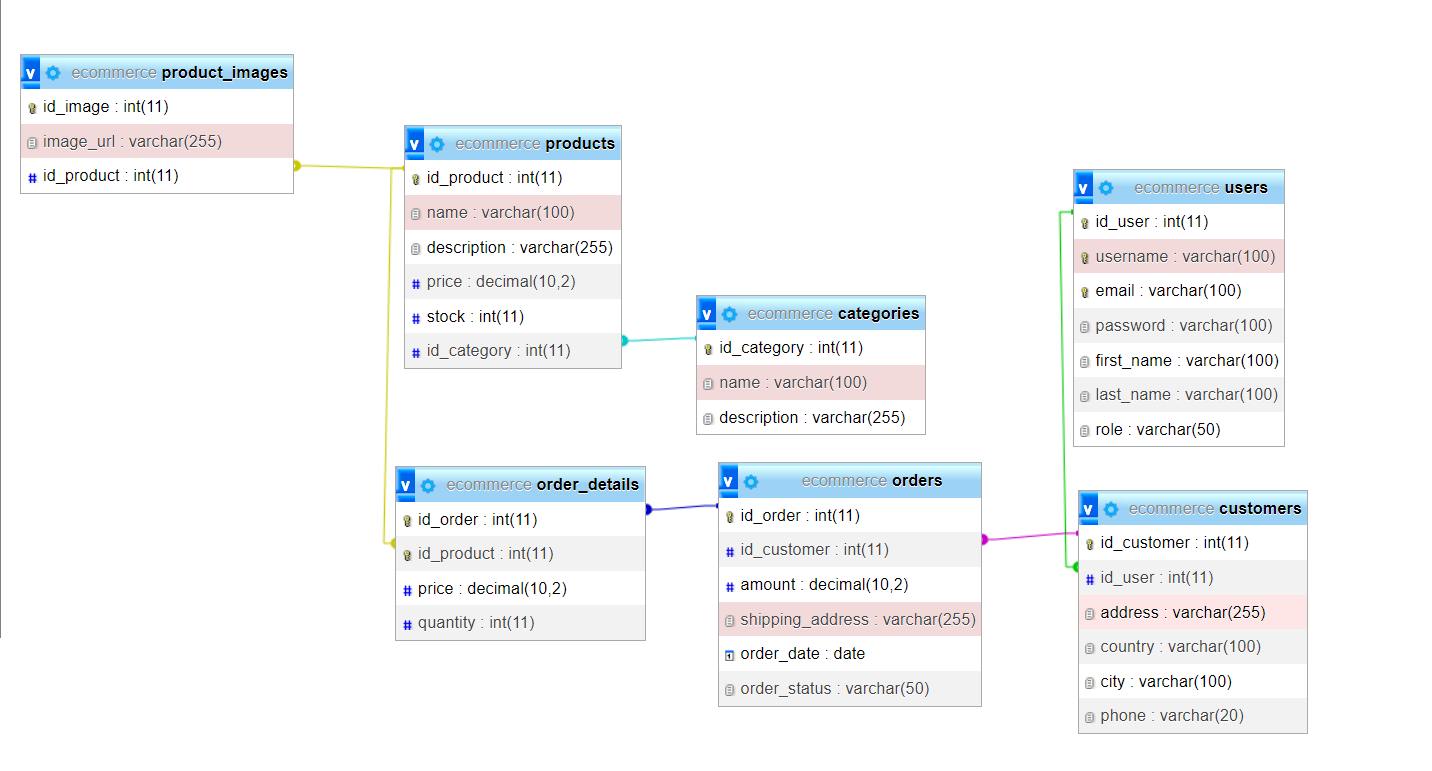 v ecommerce product_images
id_image : int(11)
image_url : varchar(255)
# id_product : int(11)
v ecommerce products
id_product : int(11)
name : varchar(100)
description : varchar(255)
# price : decimal(10,2)
# stock : int(11)
# id_category : int(11)
v ecommerce categories
id_category : int(11)
name : varchar(100)
description : varchar(255)
v ecommerce users
id_user : int(11)
username : varchar(100)
email : varchar(100)
password : varchar(100)
first_name : varchar(100)
last_name : varchar(100)
role : varchar(50)
v ecommerce order_details
id_order : int(11)
id_product : int(11)
# price : decimal(10,2)
# quantity : int(11)
v ecommerce orders
id_order : int(11)
# id_customer : int(11)
# amount : decimal(10,2)
shipping_address : varchar(255)
1 order_date : date
order_status : varchar(50)
v ecommerce customers
id_customer : int(11)
# id_user : int(11)
address : varchar(255)
country : varchar(100)
city : varchar(100)
phone : varchar(20)